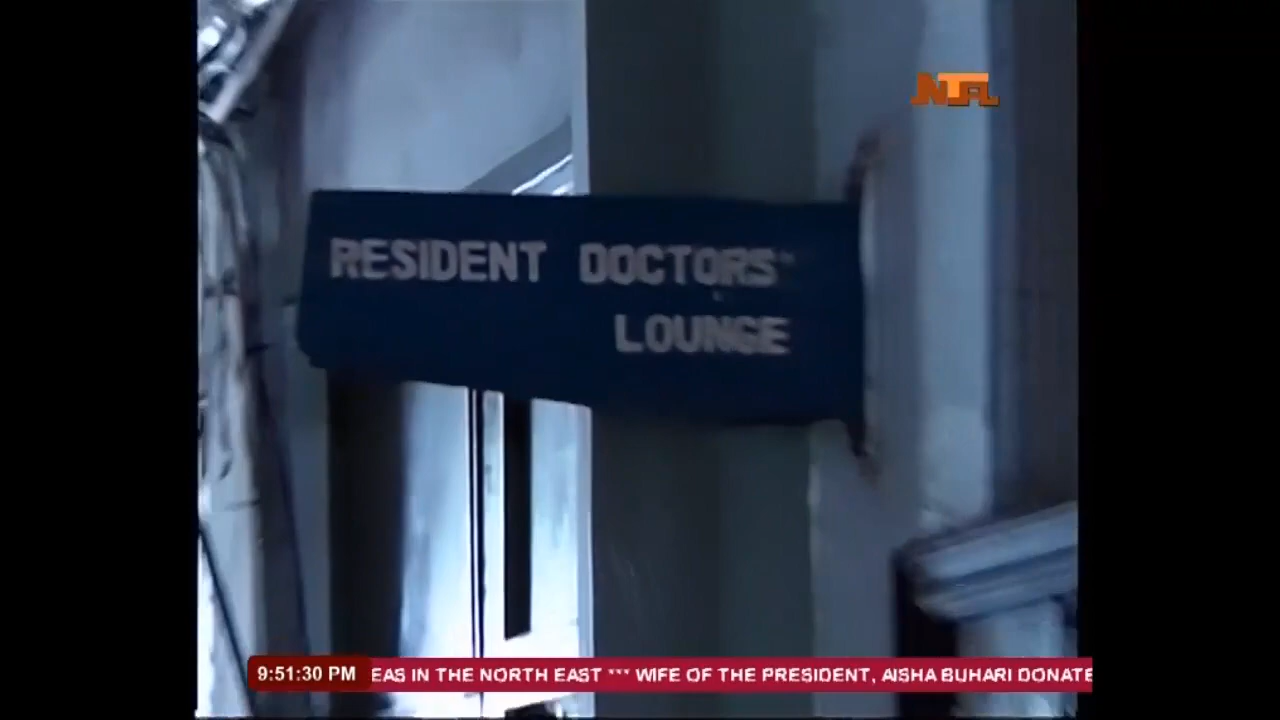 NTA
RESIDENT DOCTORS'
LOUNGE
9:51:30 PM
EAS IN THE NORTH EAST *** WIFE OF THE PRESIDENT, AISHA BUHARI DONATE